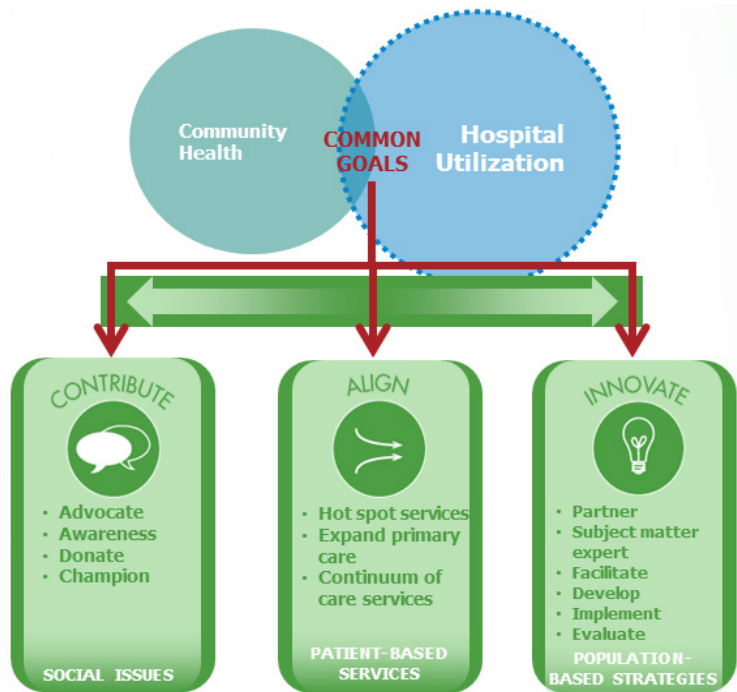 Community
Health
COMMON
GOALS
Hospital
Utilization
CONTRIBUTE
• Advocate
• Awareness
• Donate
• Champion
SOCIAL ISSUES
ALIGN
• Hot spot services
• Expand primary
care
• Continuum of
care services
PATIENT-BASED
SERVICES
INNOVATE
• Partner
• Subject matter
expert
• Facilitate
• Develop
• Implement
• Evaluate
POPULATION-
BASED STRATEGIES